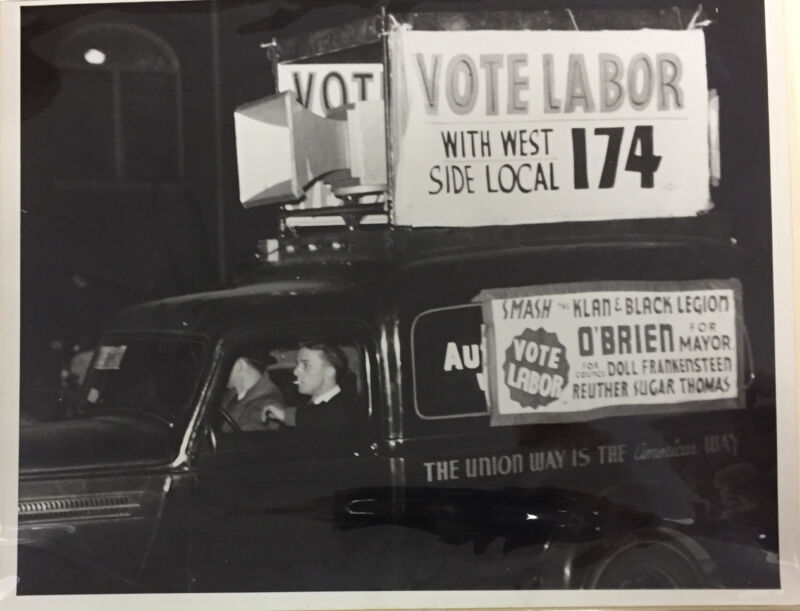 VOT
VOTE LABOR
WITH WEST
SIDE LOCAL 174
SMASH THE KLAN & BLACK LEGION
VOTE
LABOR
O'BRIEN FOR MAYOR
FOR COUNCIL DOLL FRANKENSTEEN
REUTHER SUGAR THOMAS
AU
THE UNION WAY IS THE American WAY